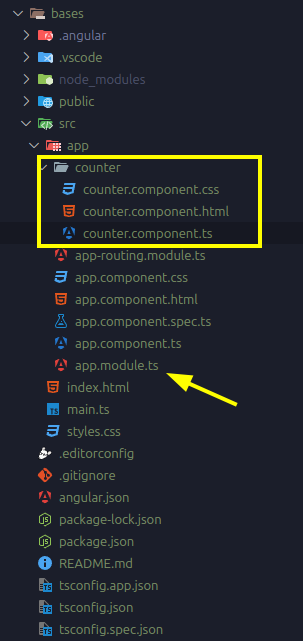 bases
.angular
.vscode
node_modules
public
src
app
counter
counter.component.css
counter.component.html
counter.component.ts
app-routing.module.ts
app.component.css
app.component.html
app.component.spec.ts
app.component.ts
app.module.ts
index.html
main.ts
styles.css
.editorconfig
.gitignore
angular.json
package-lock.json
package.json
README.md
tsconfig.app.json
tsconfig.json
tsconfig.spec.json